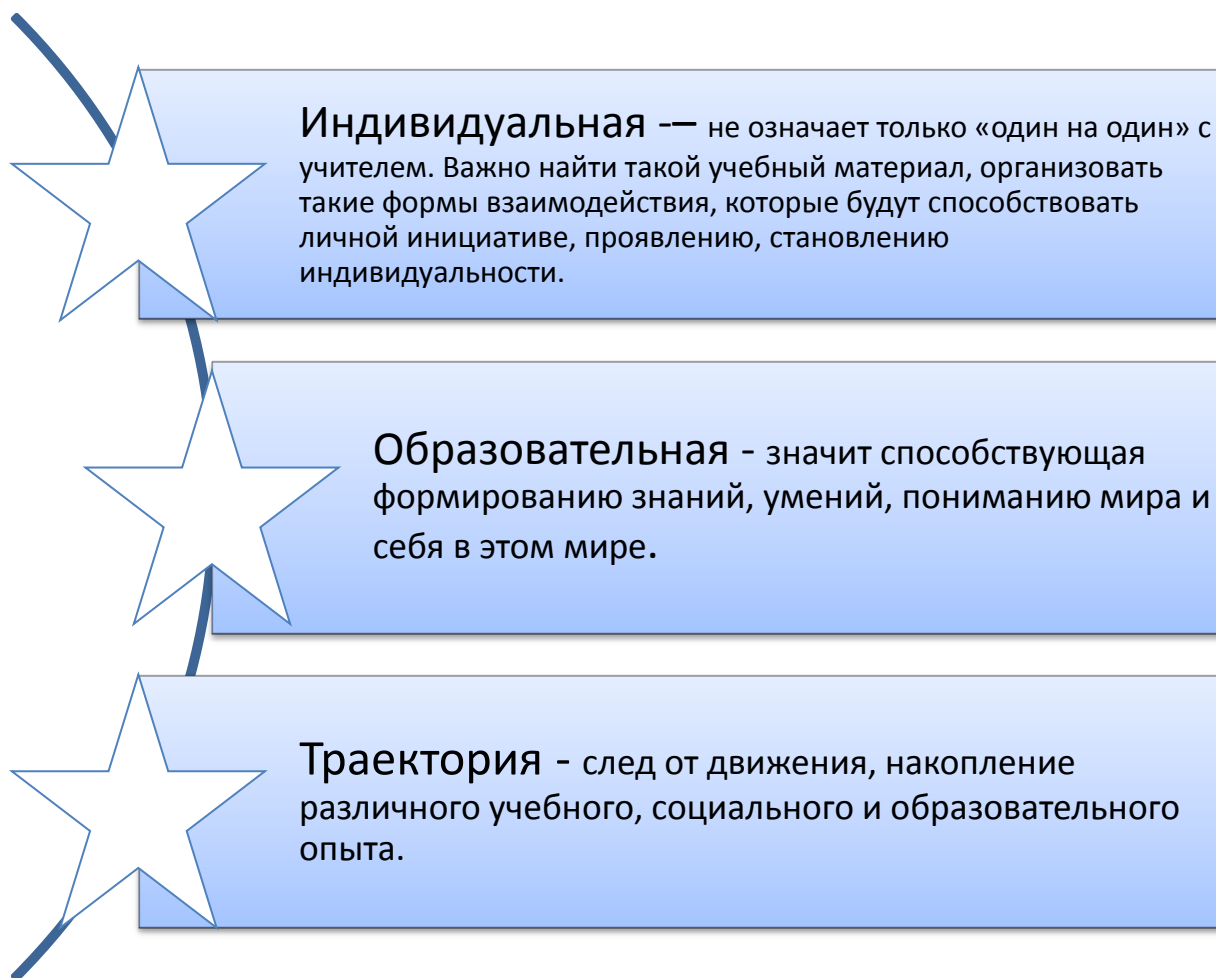 Индивидуальная -– не означает только «один на один» с
учителем. Важно найти такой учебный материал, организовать
такие формы взаимодействия, которые будут способствовать
личной инициативе, проявлению, становлению
индивидуальности.
Образовательная - значит способствующая
формированию знаний, умений, пониманию мира и
себя в этом мире.
Траектория - след от движения, накопление
различного учебного, социального и образовательного
опыта.